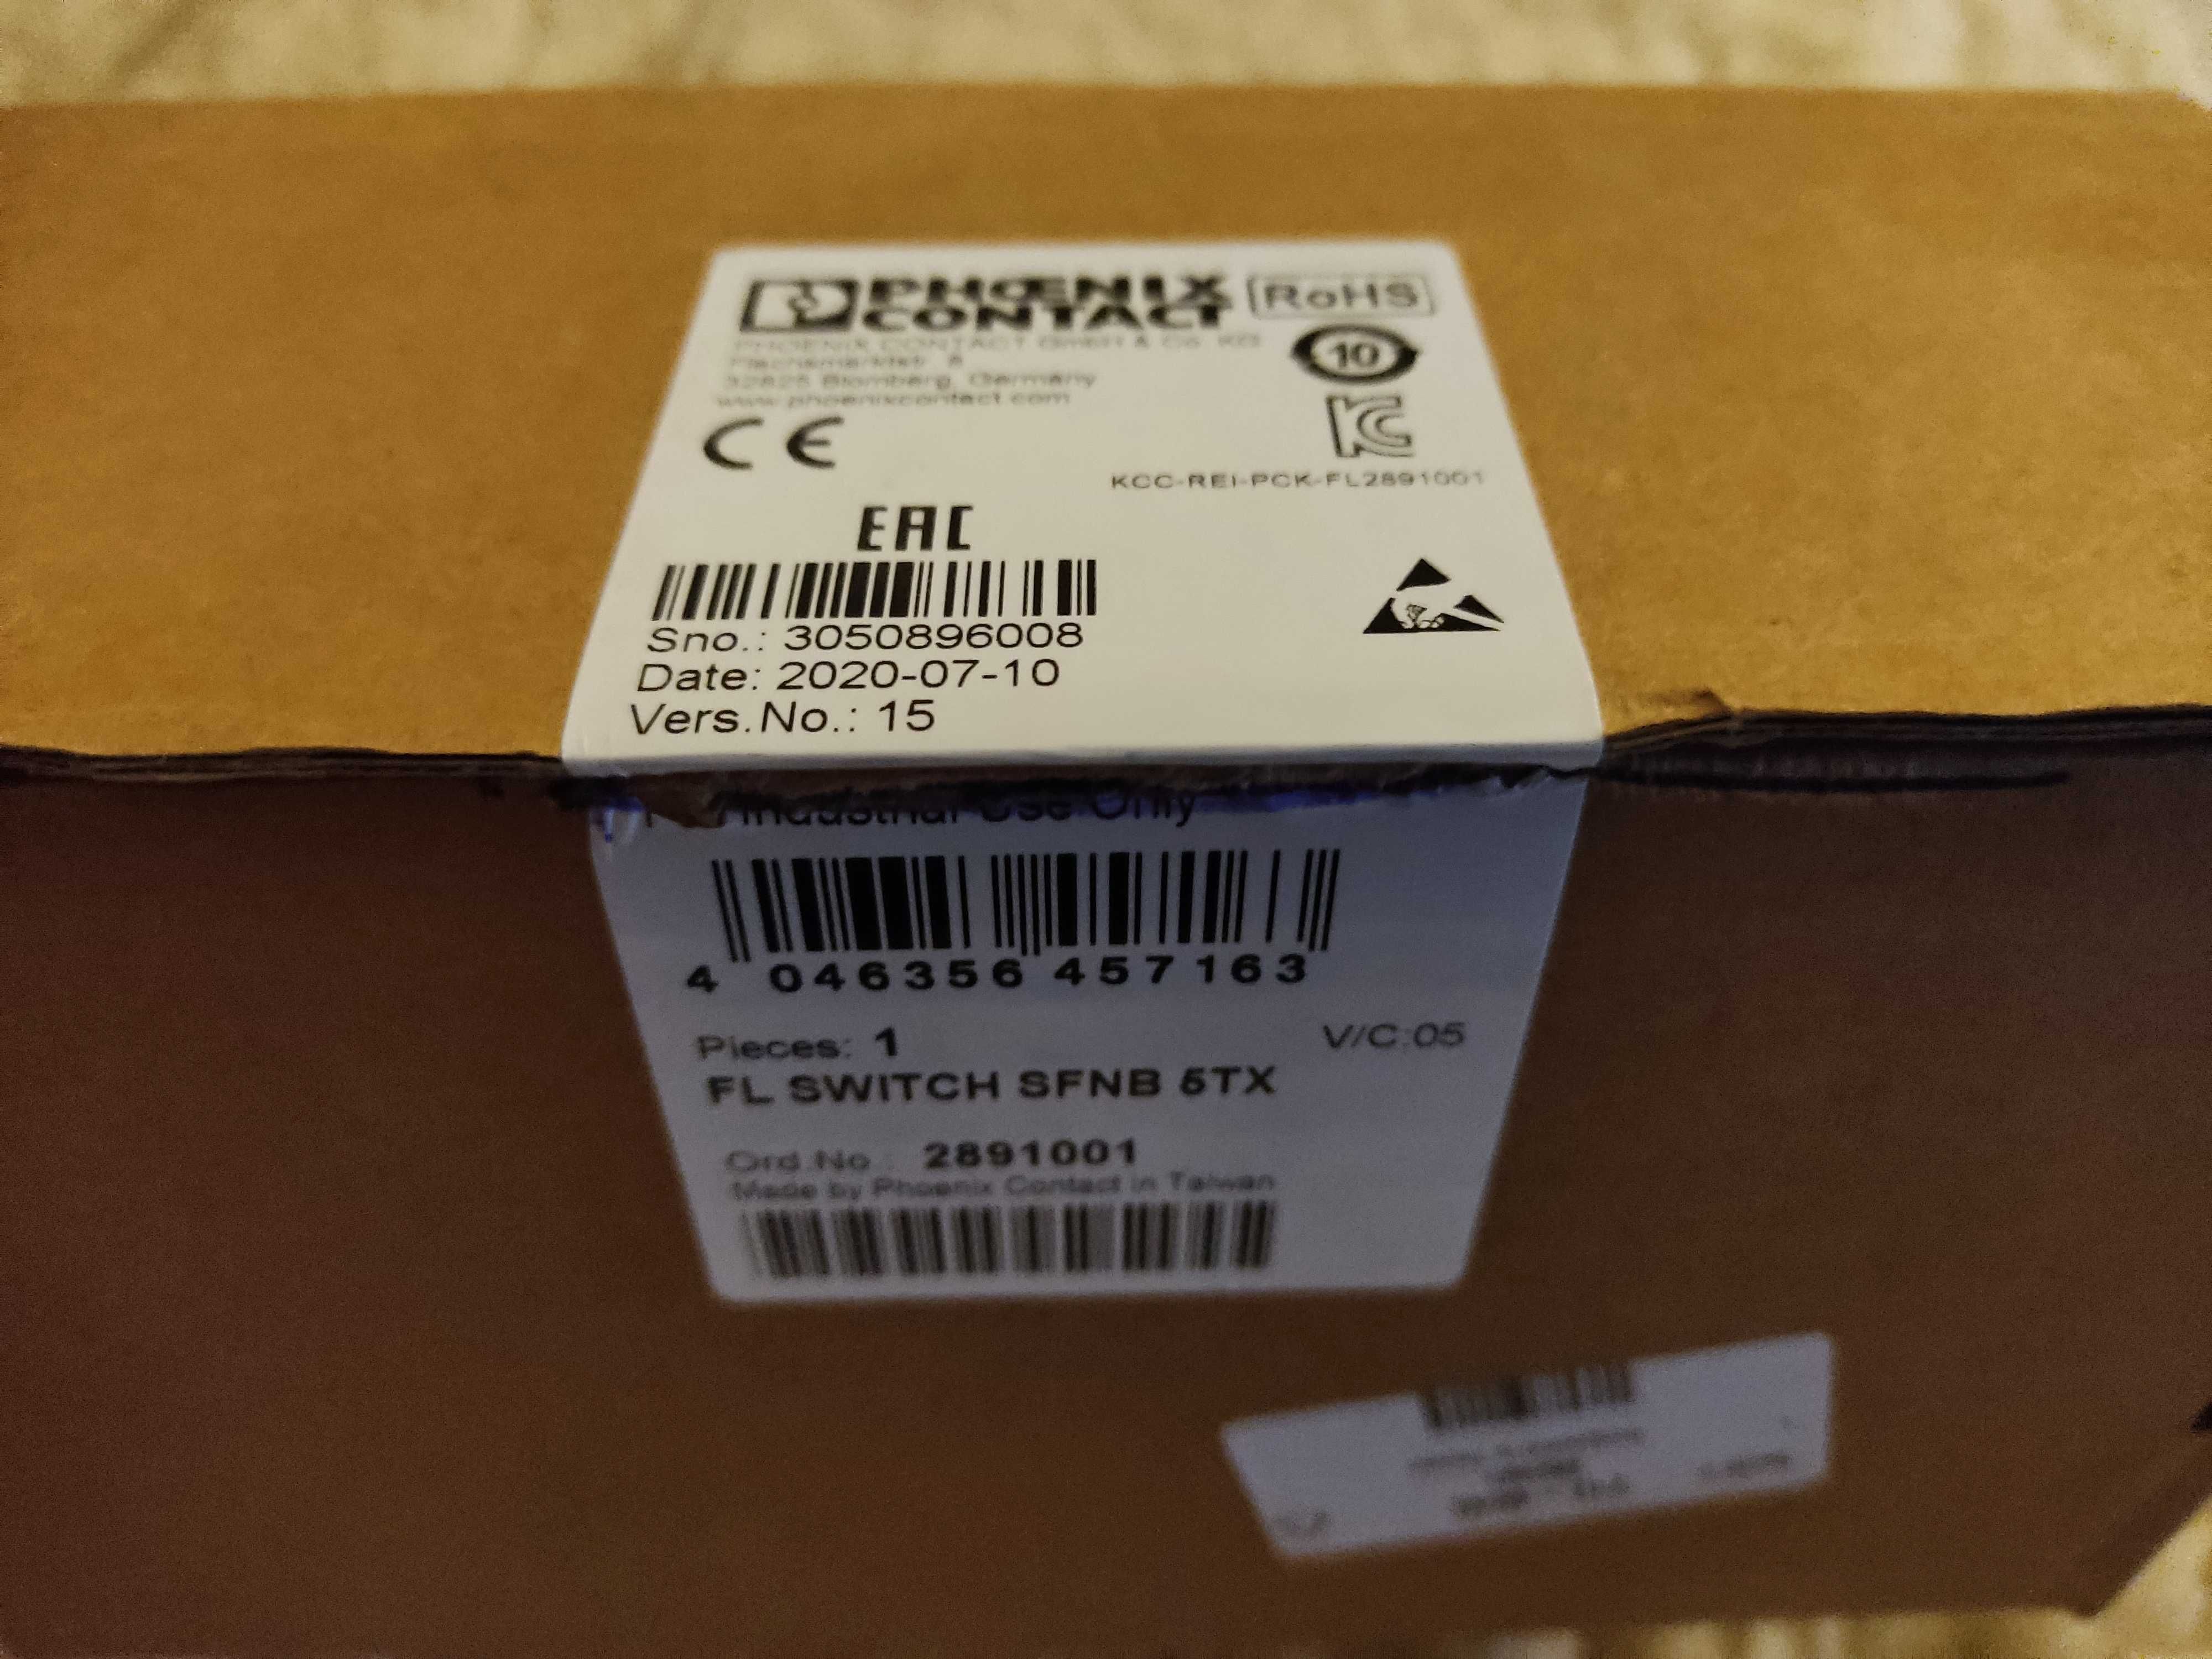 PHŒNIX
CONTACT
RoHS
PHOENIX CONTACT GmbH & Co. KG
Flachsmarktstr. 8
32825 Blomberg, Germany
www.phoenixcontact.com
10
CE
KC
KCC-REI-PCK-FL2891001
EAC
Sno.: 3050896008
Date: 2020-07-10
Vers.No.: 15
Industrial Use Only
4 046356 457163
Pieces: 1
V/C:05
FL SWITCH SFNB 5TX
Ord.No.: 2891001
Made by Phoenix Contact in Taiwan